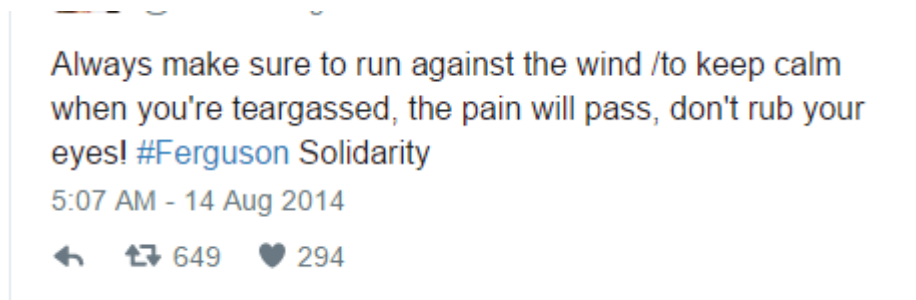 Always make sure to run against the wind /to keep calm
when you're teargassed, the pain will pass, don't rub your
eyes! #Ferguson Solidarity
5:07 AM - 14 Aug 2014
649 294